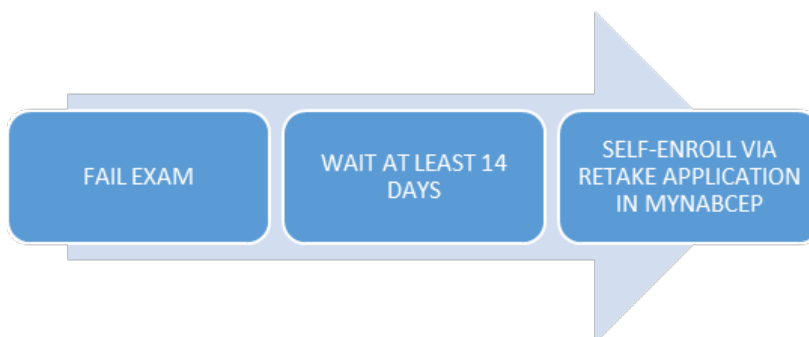 FAIL EXAM
WAIT AT LEAST 14
DAYS
SELF-ENROLL VIA
RETAKE APPLICATION
IN MYNABCEP